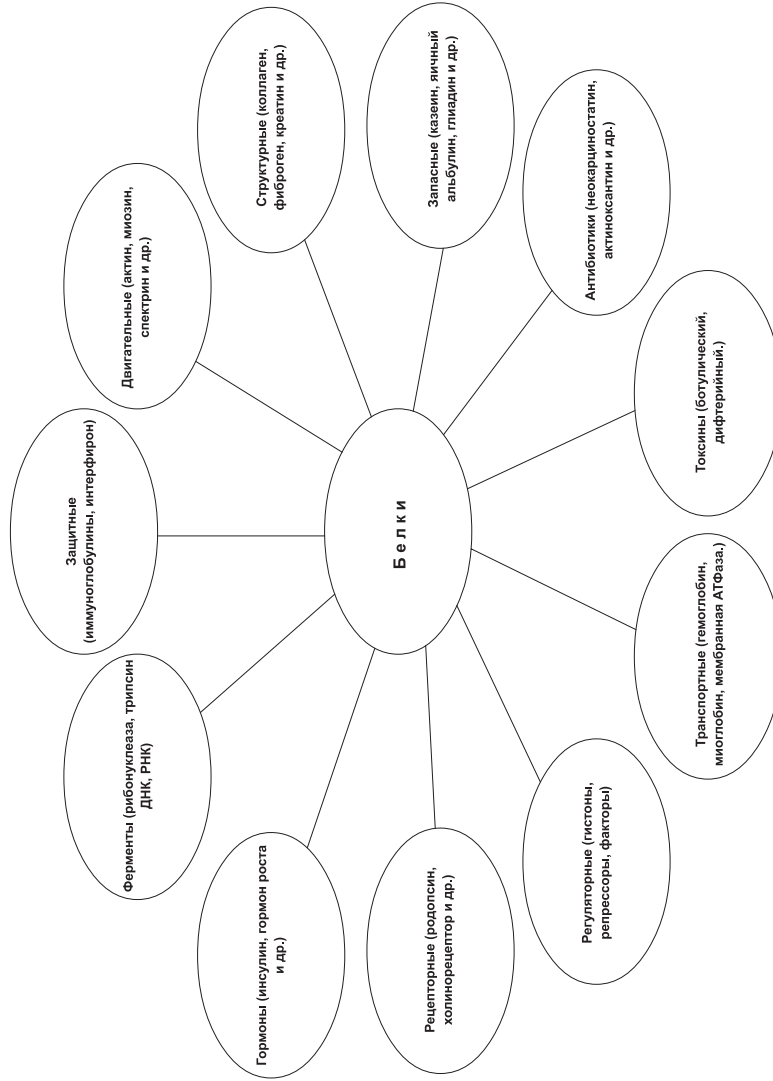 Белки
Защитные
(иммуноглобулины, интерфирон)
Двигательные (актин, миозин,
спектрин и др.)
Структурные (коллаген,
фиброген, креатин и др.)
Запасные (казеин, яичный
альбулин, глиадин и др.)
Антибиотики (неокарциностатин,
актиноксантин и др.)
Токсины (ботулический,
дифтерийный.)
Транспортные (гемоглобин,
миоглобин, мембранная АТФаза.)
Регуляторные (гистоны,
репрессоры, факторы)
Рецепторные (родопсин,
холинорецептор и др.)
Гормоны (инсулин, гормон роста
и др.)
Ферменты (рибонуклеаза, трипсин
ДНК, РНК)